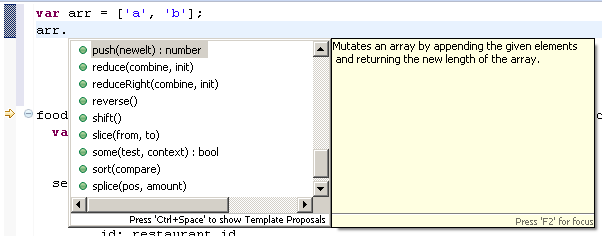 var arr = ['a', 'b'];
arr.
push(newelt) : number
reduce(combine, init)
reduceRight(combine, init)
reverse()
shift()
slice(from, to)
some(test, context) : bool
sort(compare)
splice(pos, amount)
Press 'Ctrl+Space' to show Template Proposals
Mutates an array by appending the given elements
and returning the new length of the array.
Press 'F2' for focus
food
va
se
id: restaurant.id